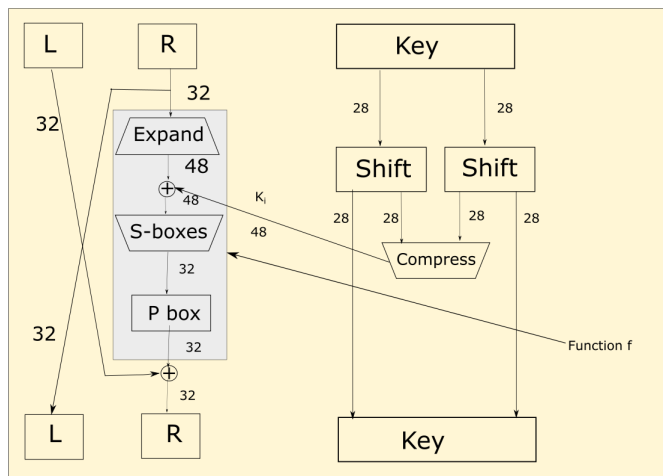 L
R
Key
32
28
28
32
Expand
Shift
Shift
48
48
K i
28
28
28
28
S-boxes
48
Compress
32
P box
32
32
Function f
32
L
R
Key